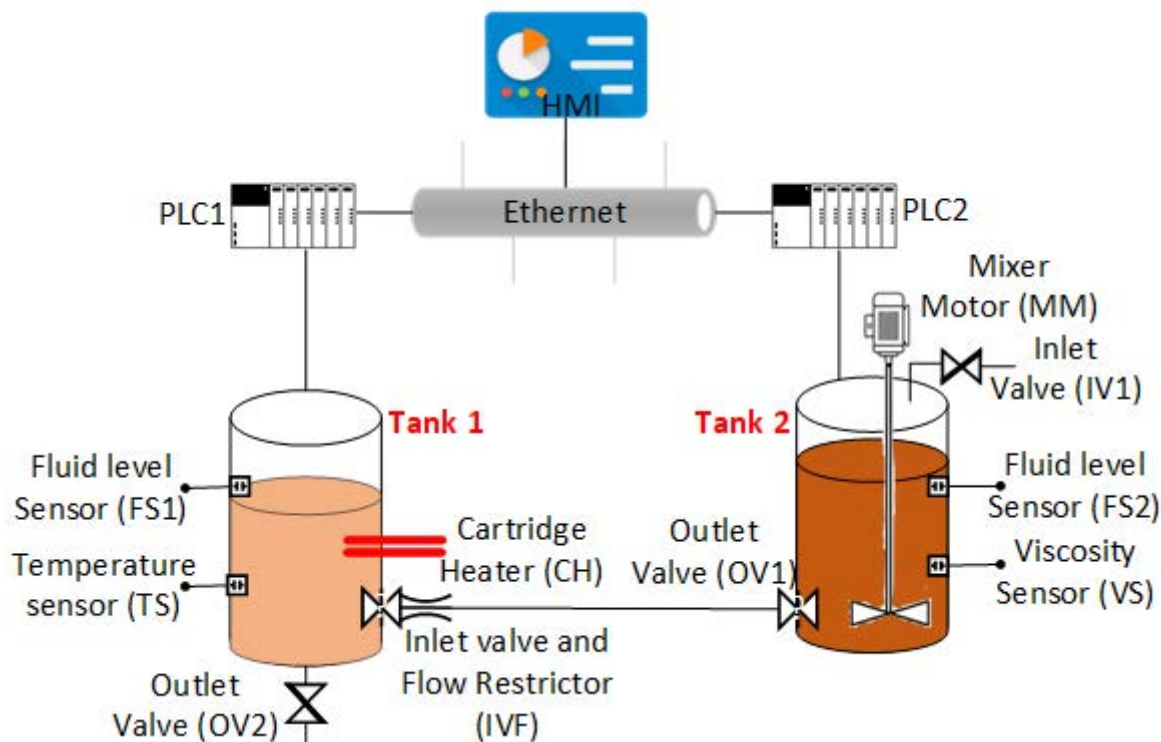 HMI
PLC1
Ethernet
PLC2
Mixer
Motor (MM)
Inlet
Valve (IV1)
Tank 1
Tank 2
Fluid level
Sensor (FS1)
Fluid level
Sensor (FS2)
Cartridge
Heater (CH)
Outlet
Valve (OV1)
Viscosity
Sensor (VS)
Temperature
sensor (TS)
Inlet valve and
Flow Restrictor
(IVF)
Outlet
Valve (OV2)